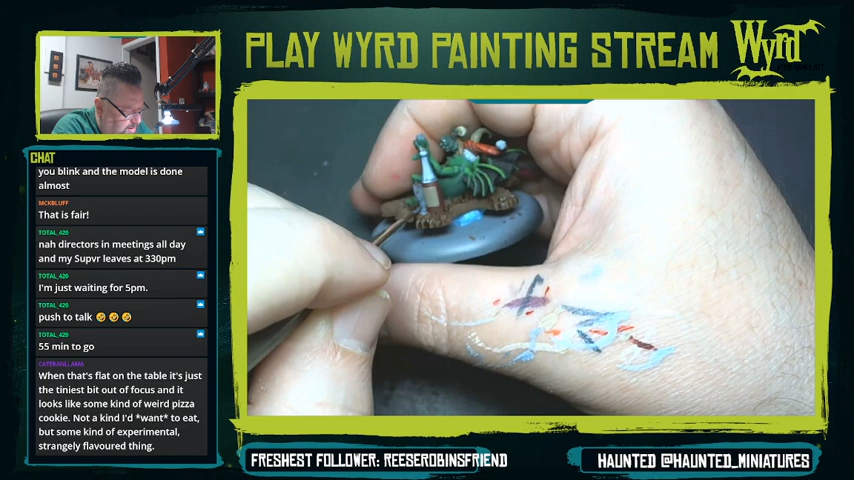 PLAY WYRD PAINTING STREAM
Wyrd
CHAT
you blink and the model is done
almost
MCKBLUFF
That is fair!
TOTAL_420
nah directors in meetings all day
and my Supvr leaves at 330pm
TOTAL_420
I'm just waiting for 5pm.
TOTAL_420
push to talk 🤣 🤣 🤣
TOTAL_420
55 min to go
CATERANILLAMA
When that's flat on the table it's just
the tiniest bit out of focus and it
looks like some kind of weird pizza
cookie. Not a kind I'd *want* to eat,
but some kind of experimental,
strangely flavoured thing.
FRESHEST FOLLOWER: REESEROBINSFRIEND
HAUNTED @HAUNTED_MINIATURES